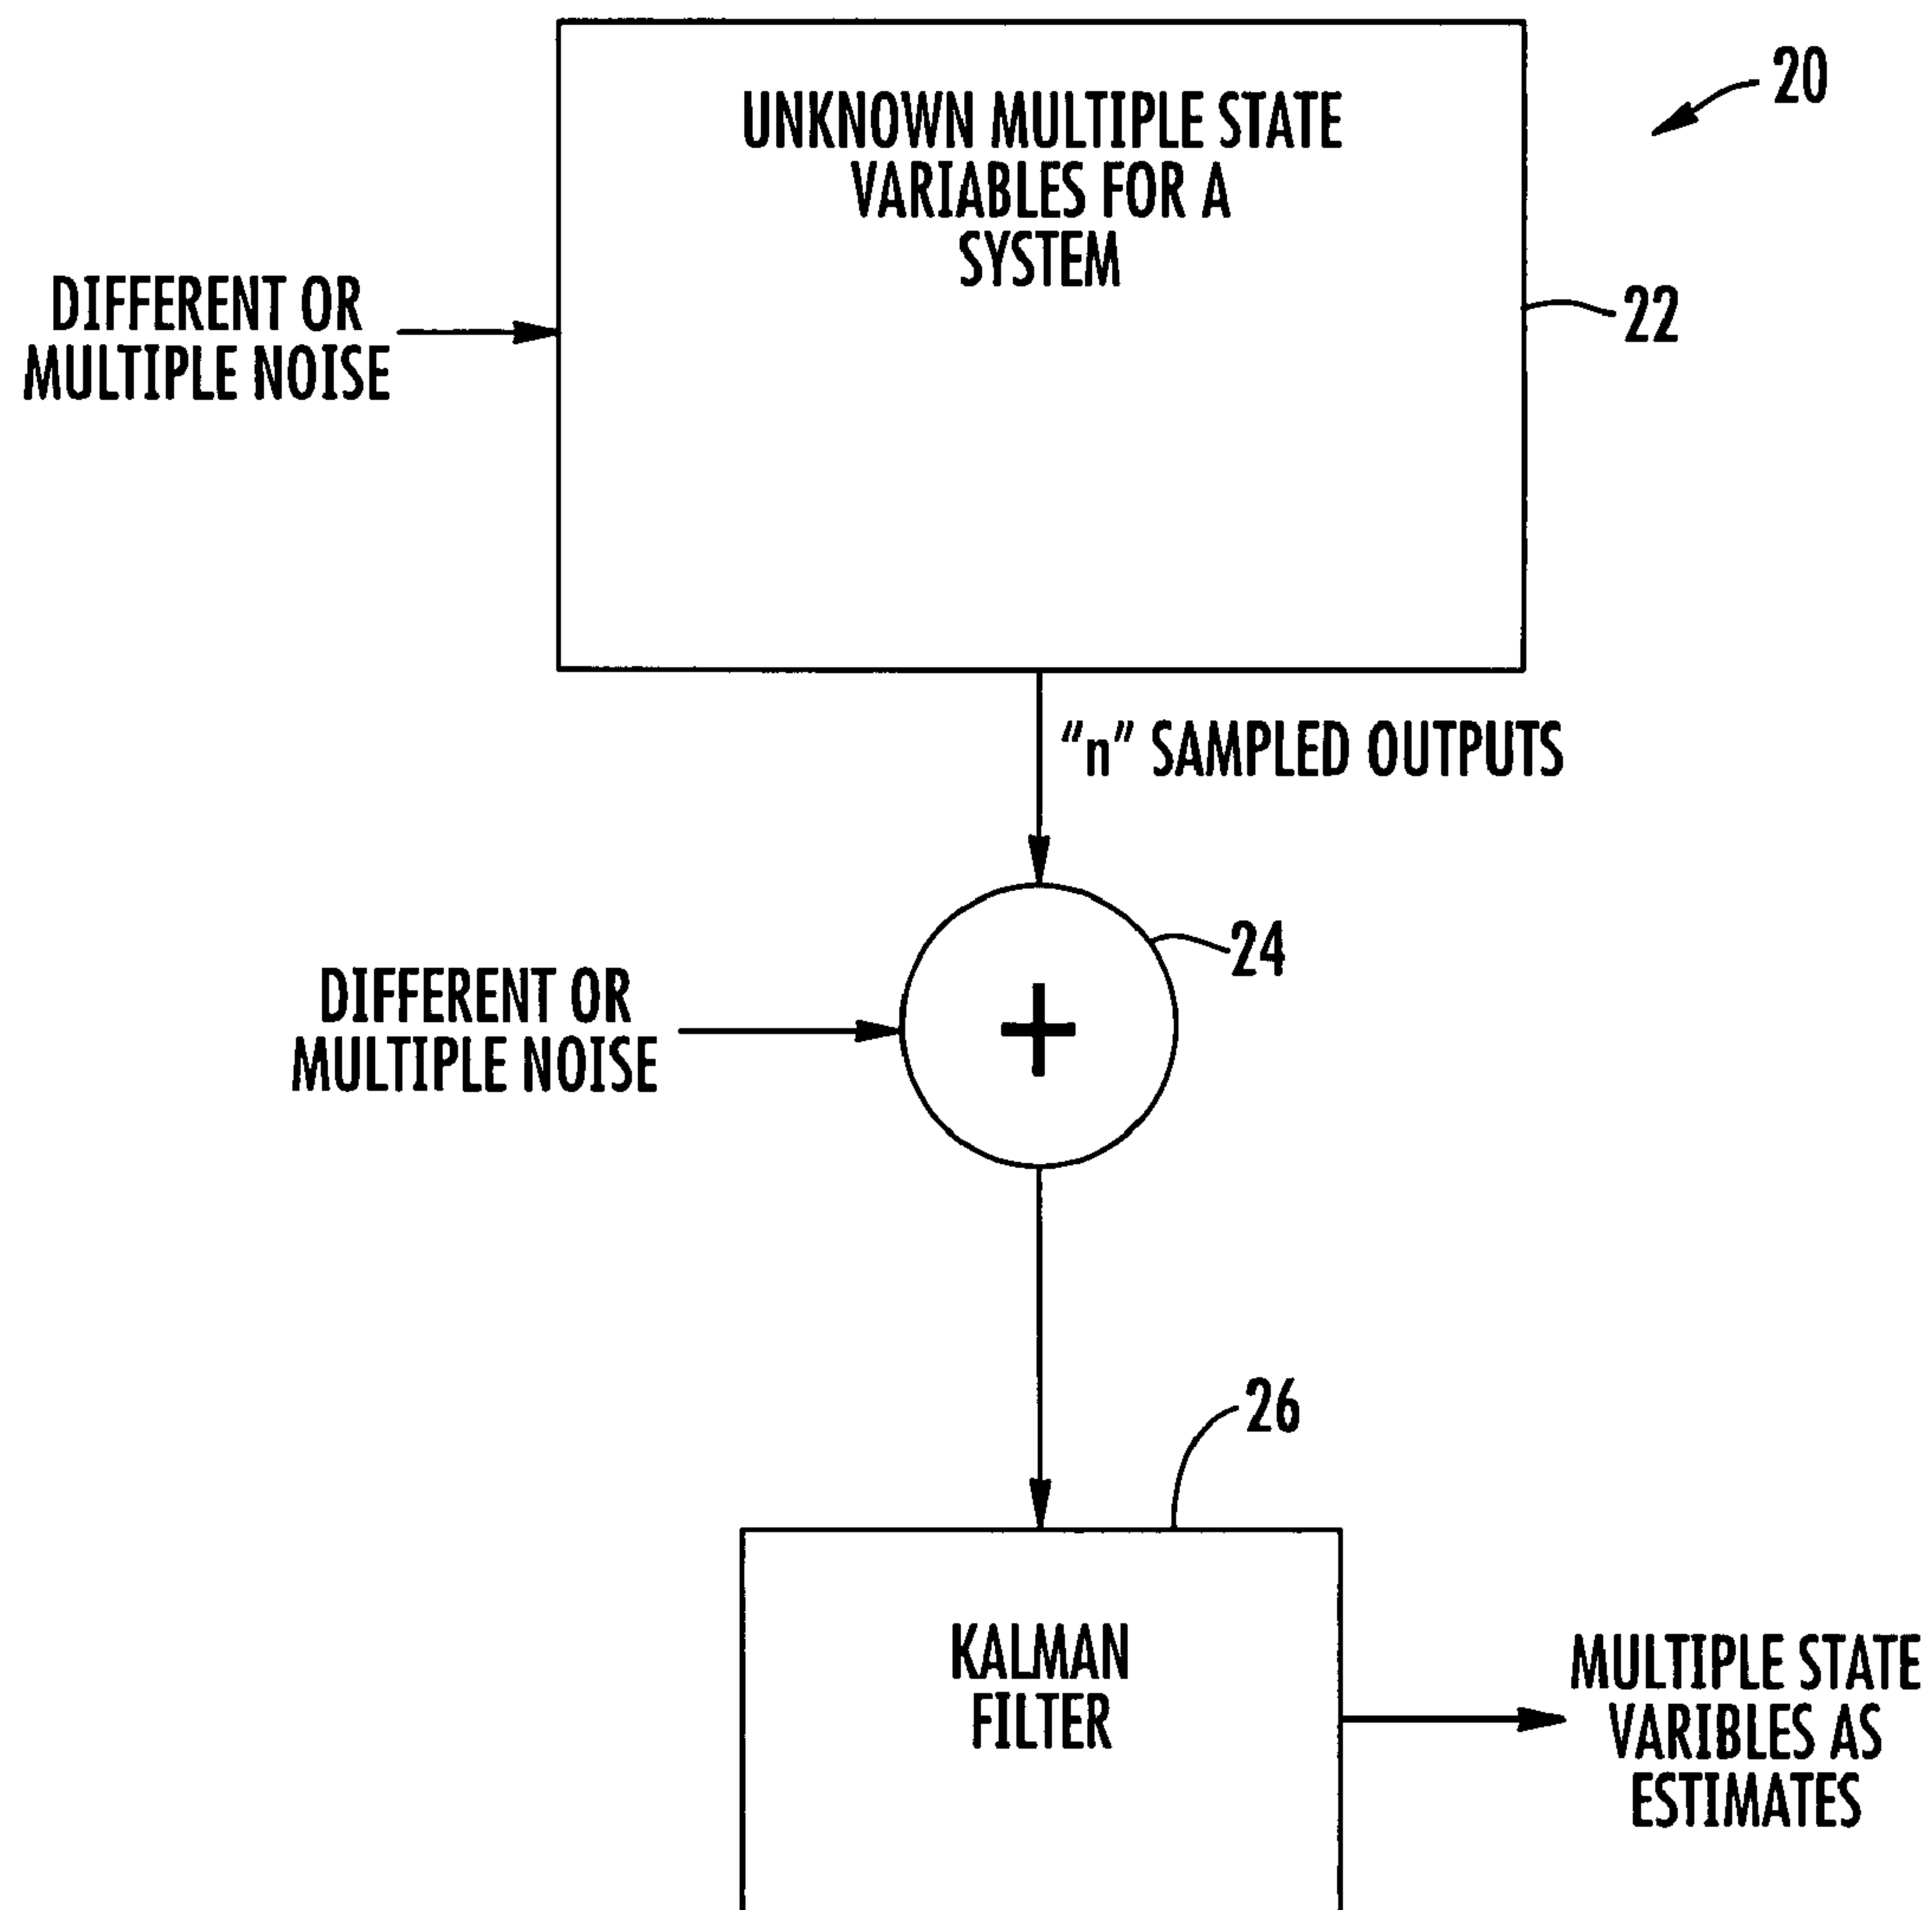 UNKNOWN MULTIPLE STATE
VARIABLES FOR A
SYSTEM
20
22
DIFFERENT OR
MULTIPLE NOISE
“n” SAMPLED OUTPUTS
24
DIFFERENT OR
MULTIPLE NOISE
+
26
KALMAN
FILTER
MULTIPLE STATE
VARIBLES AS
ESTIMATES